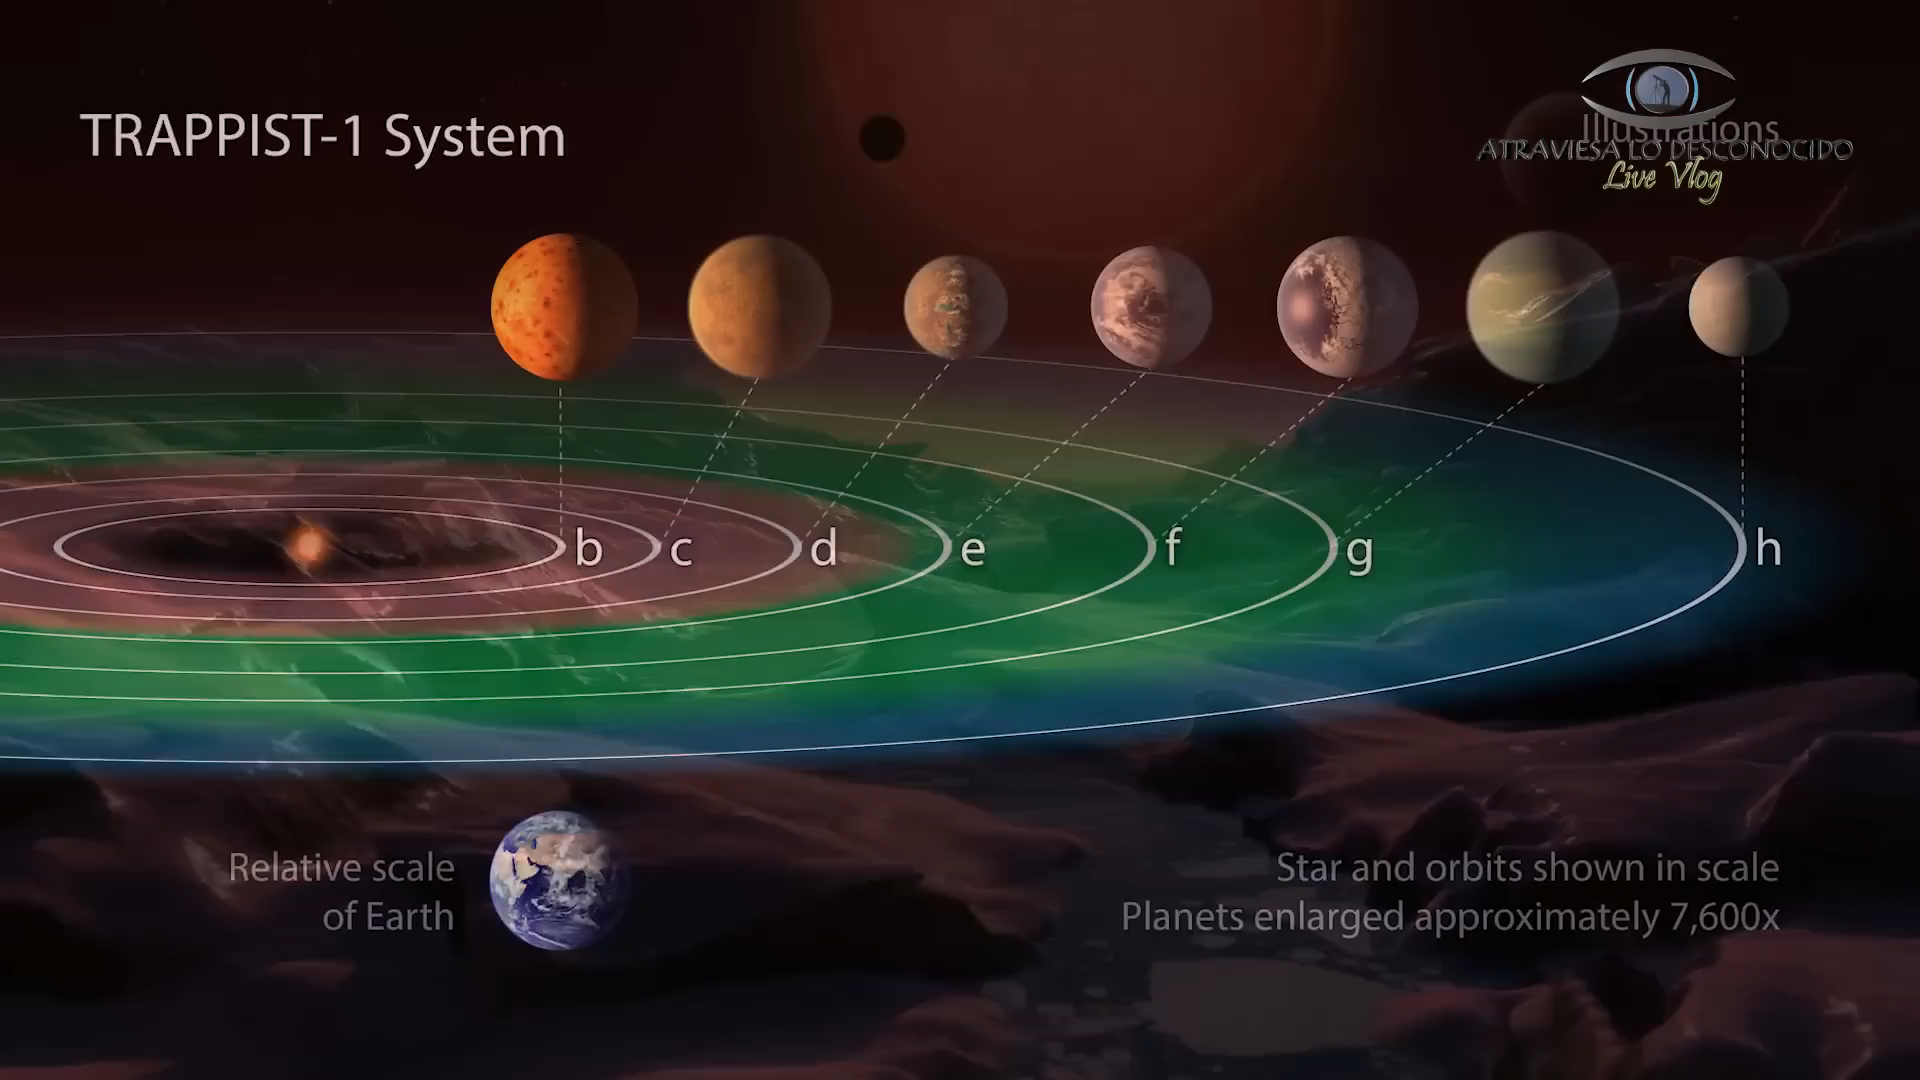 TRAPPIST-1 System
Illustrations
ATRAVIESA LO DESCONOCIDO
Live Vlog
b
c
d
e
f
g
h
Relative scale
of Earth
Star and orbits shown in scale
Planets enlarged approximately 7,600x